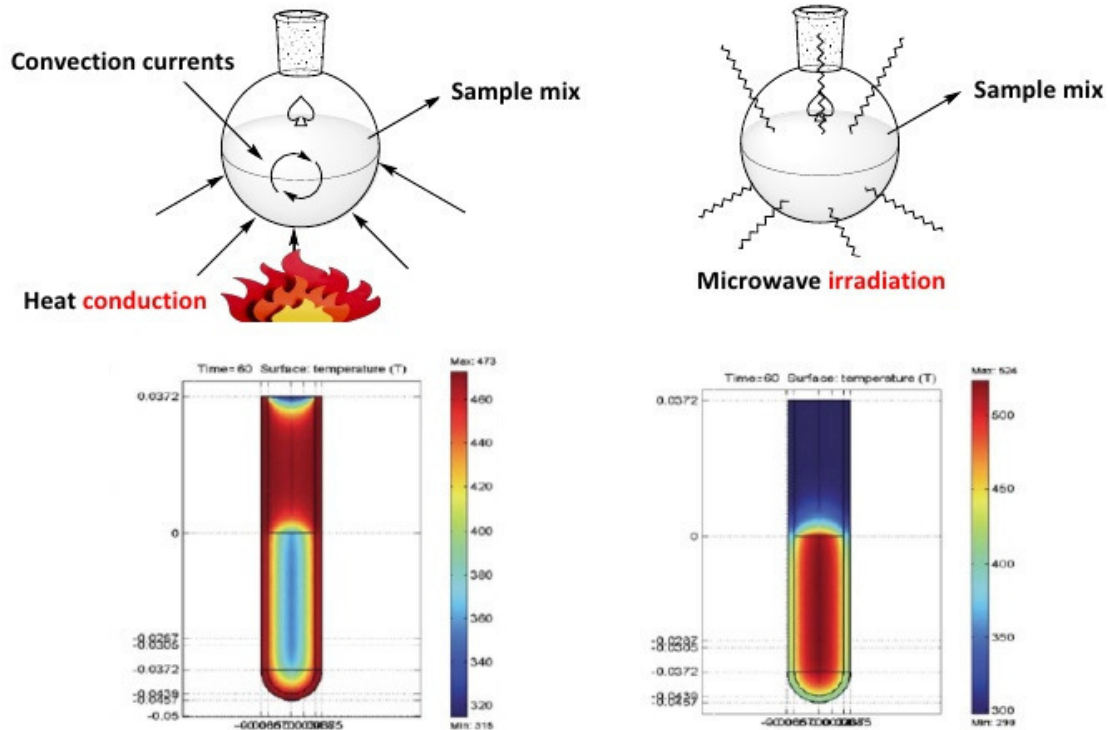 Convection currents
Sample mix
Heat conduction
Sample mix
Microwave irradiation
Time=60 Surface: temperature (T)
Max: 473
0.0372
0
-0.0372
-0.05
460
440
420
400
380
360
340
320
Min: 315
Time=60 Surface: temperature (T)
0.0372
0
-0.0372
500
450
400
350
300